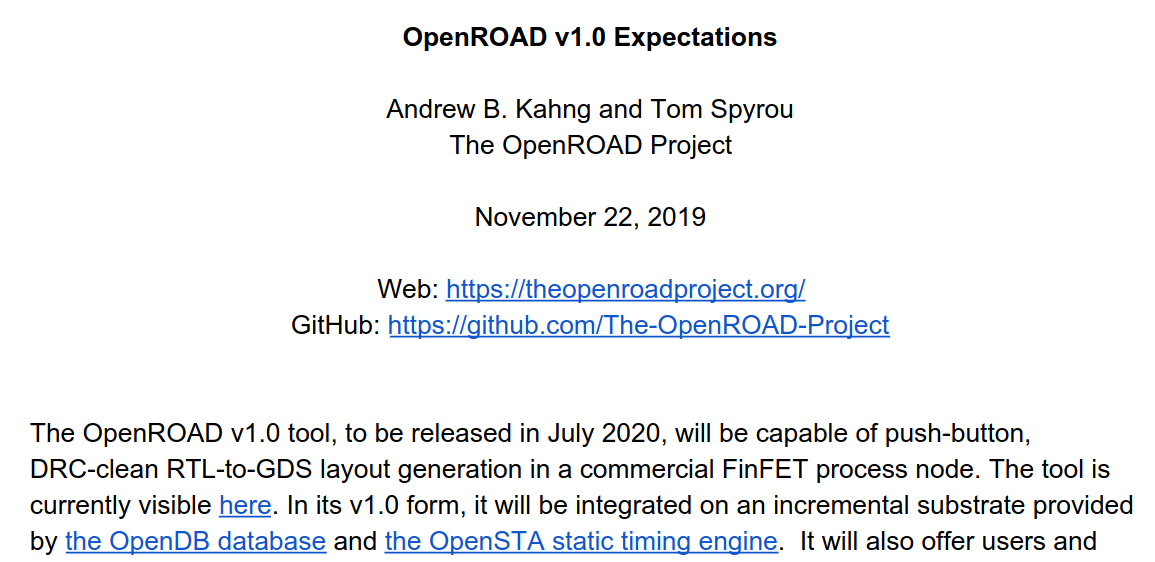 OpenROAD v1.0 Expectations
Andrew B. Kahng and Tom Spyrou
The OpenROAD Project
November 22, 2019
Web: https://theopenroadproject.org/
GitHub: https://github.com/The-OpenROAD-Project
The OpenROAD v1.0 tool, to be released in July 2020, will be capable of push-button,
DRC-clean RTL-to-GDS layout generation in a commercial FinFET process node. The tool is
currently visible here. In its v1.0 form, it will be integrated on an incremental substrate provided
by the OpenDB database and the OpenSTA static timing engine.  It will also offer users and